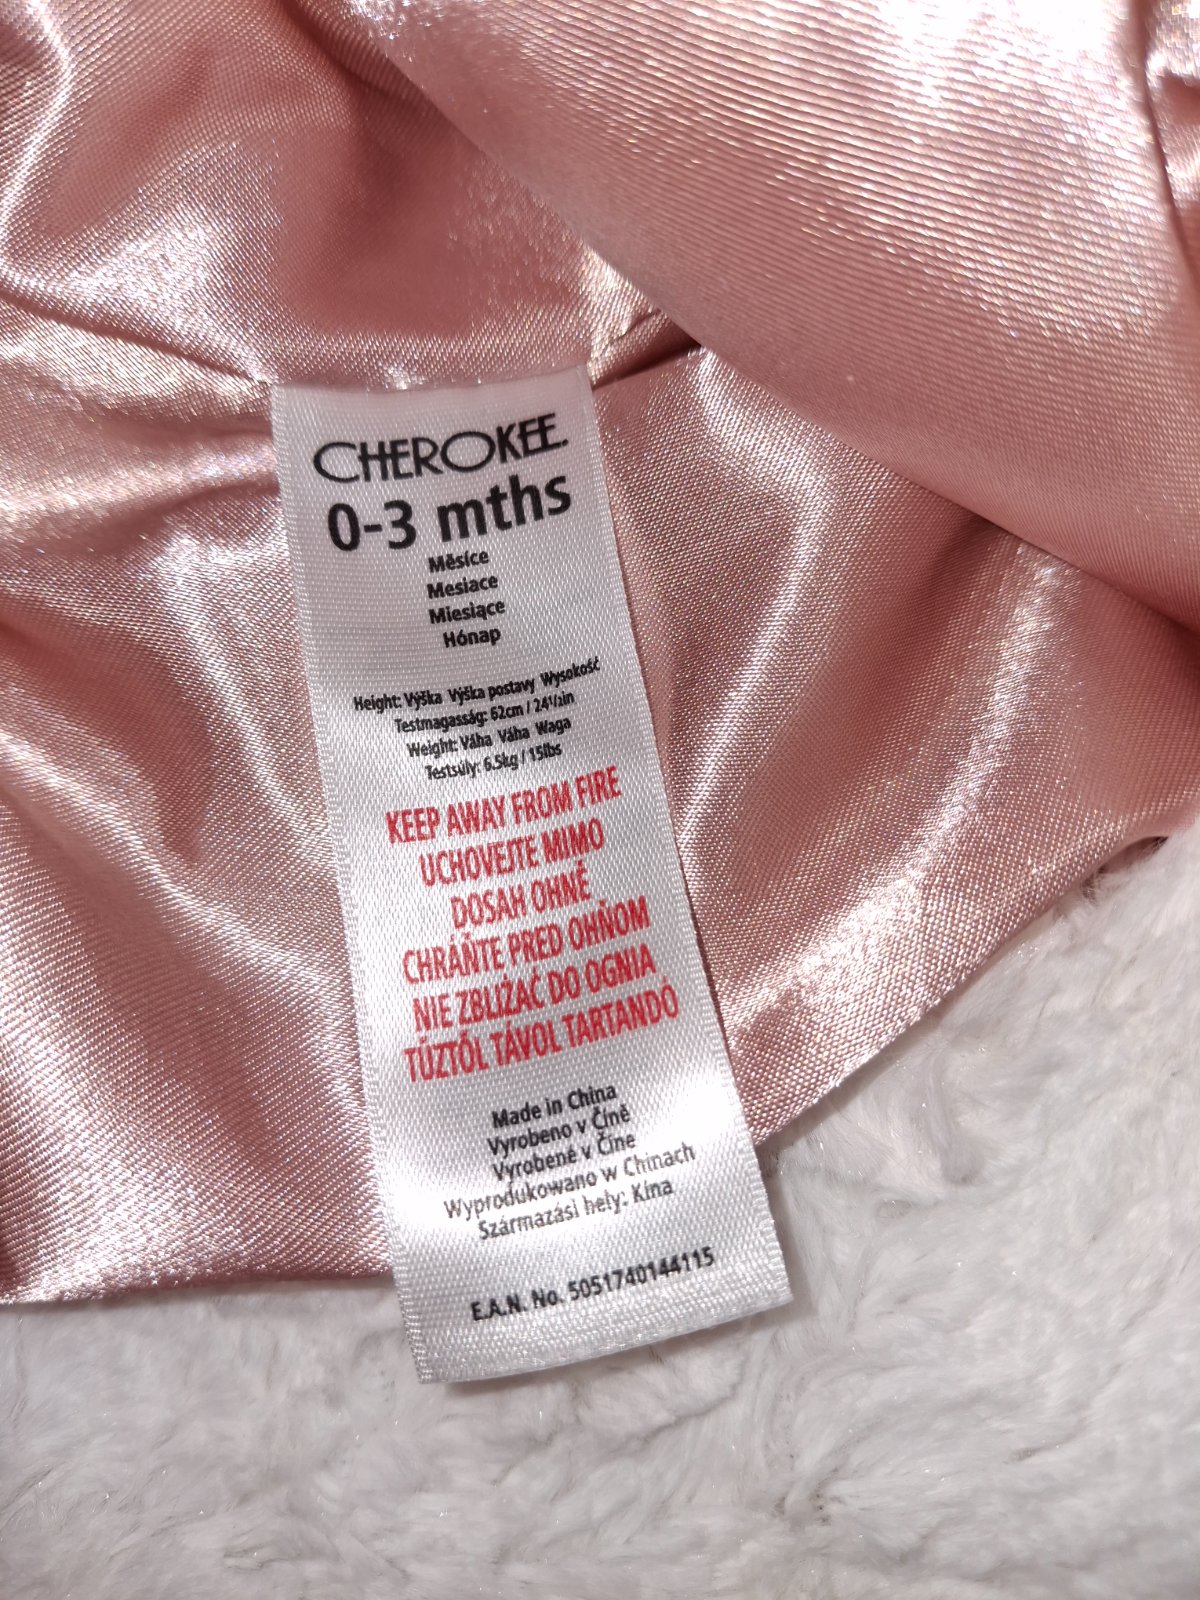 CHEROKEE.
0-3 mths
Měsíce
Mesiace
Miesiące
Hónap
Height: Výška Výška postavy Wysokość
Testmagasság: 62cm / 24½in
Weight: Váha Váha Waga
Testsúly: 6.5kg / 15lbs
KEEP AWAY FROM FIRE
UCHOVEJTE MIMO
DOSAH OHNĚ
CHRÁŇTE PRED OHŇOM
NIE ZBLIŻAĆ DO OGNIA
TŰZTŐL TÁVOL TARTANDÓ
Made in China
Vyrobeno v Číně
Vyrobené v Číne
Wyprodukowano w Chinach
Származási hely: Kína
E.A.N. No. 5051740144115